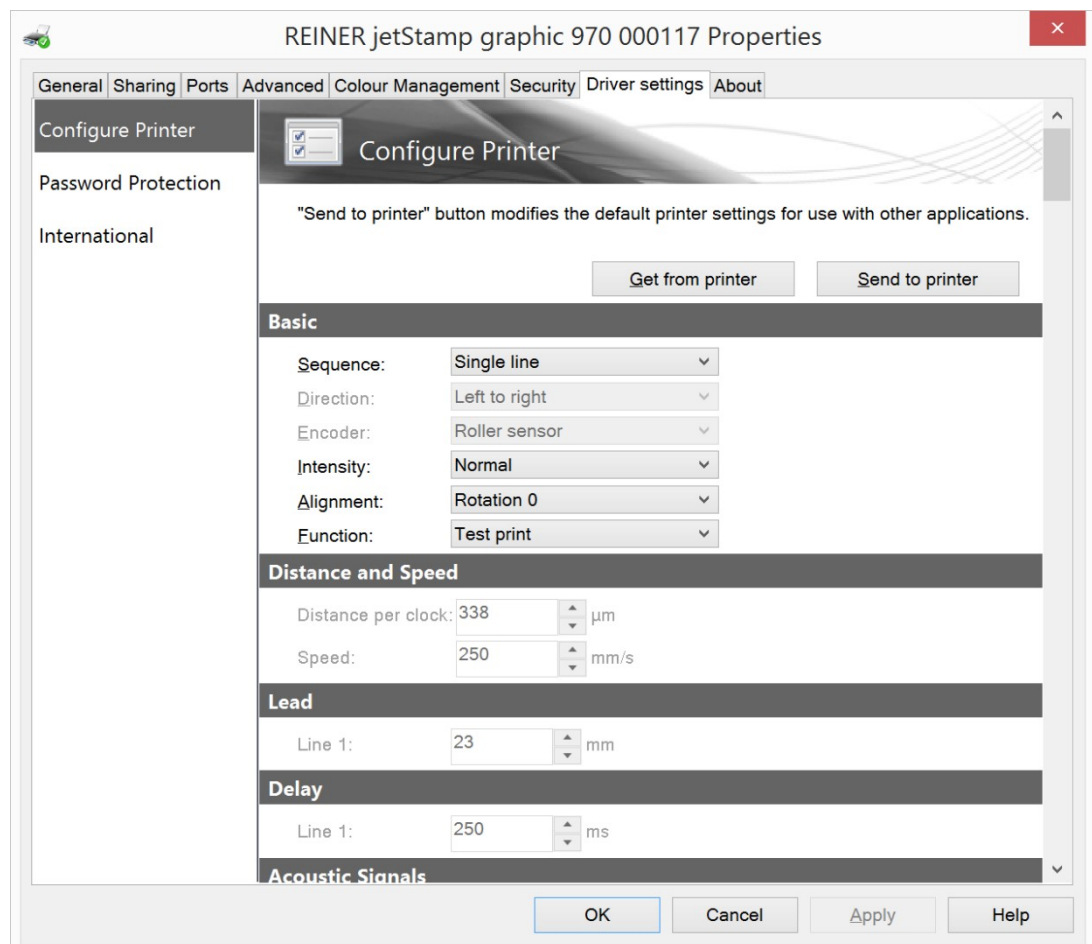 REINER jetStamp graphic 970 000117 Properties
General Sharing Ports Advanced Colour Management Security Driver settings About
Configure Printer
Password Protection
International
Configure Printer
"Send to printer" button modifies the default printer settings for use with other applications.
Get from printer Send to printer
Basic
Sequence: Single line
Direction: Left to right
Encoder: Roller sensor
Intensity: Normal
Alignment: Rotation 0
Function: Test print
Distance and Speed
Distance per clock: 338 µm
Speed: 250 mm/s
Lead
Line 1: 23 mm
Delay
Line 1: 250 ms
Acoustic Signals
OK Cancel Apply Help